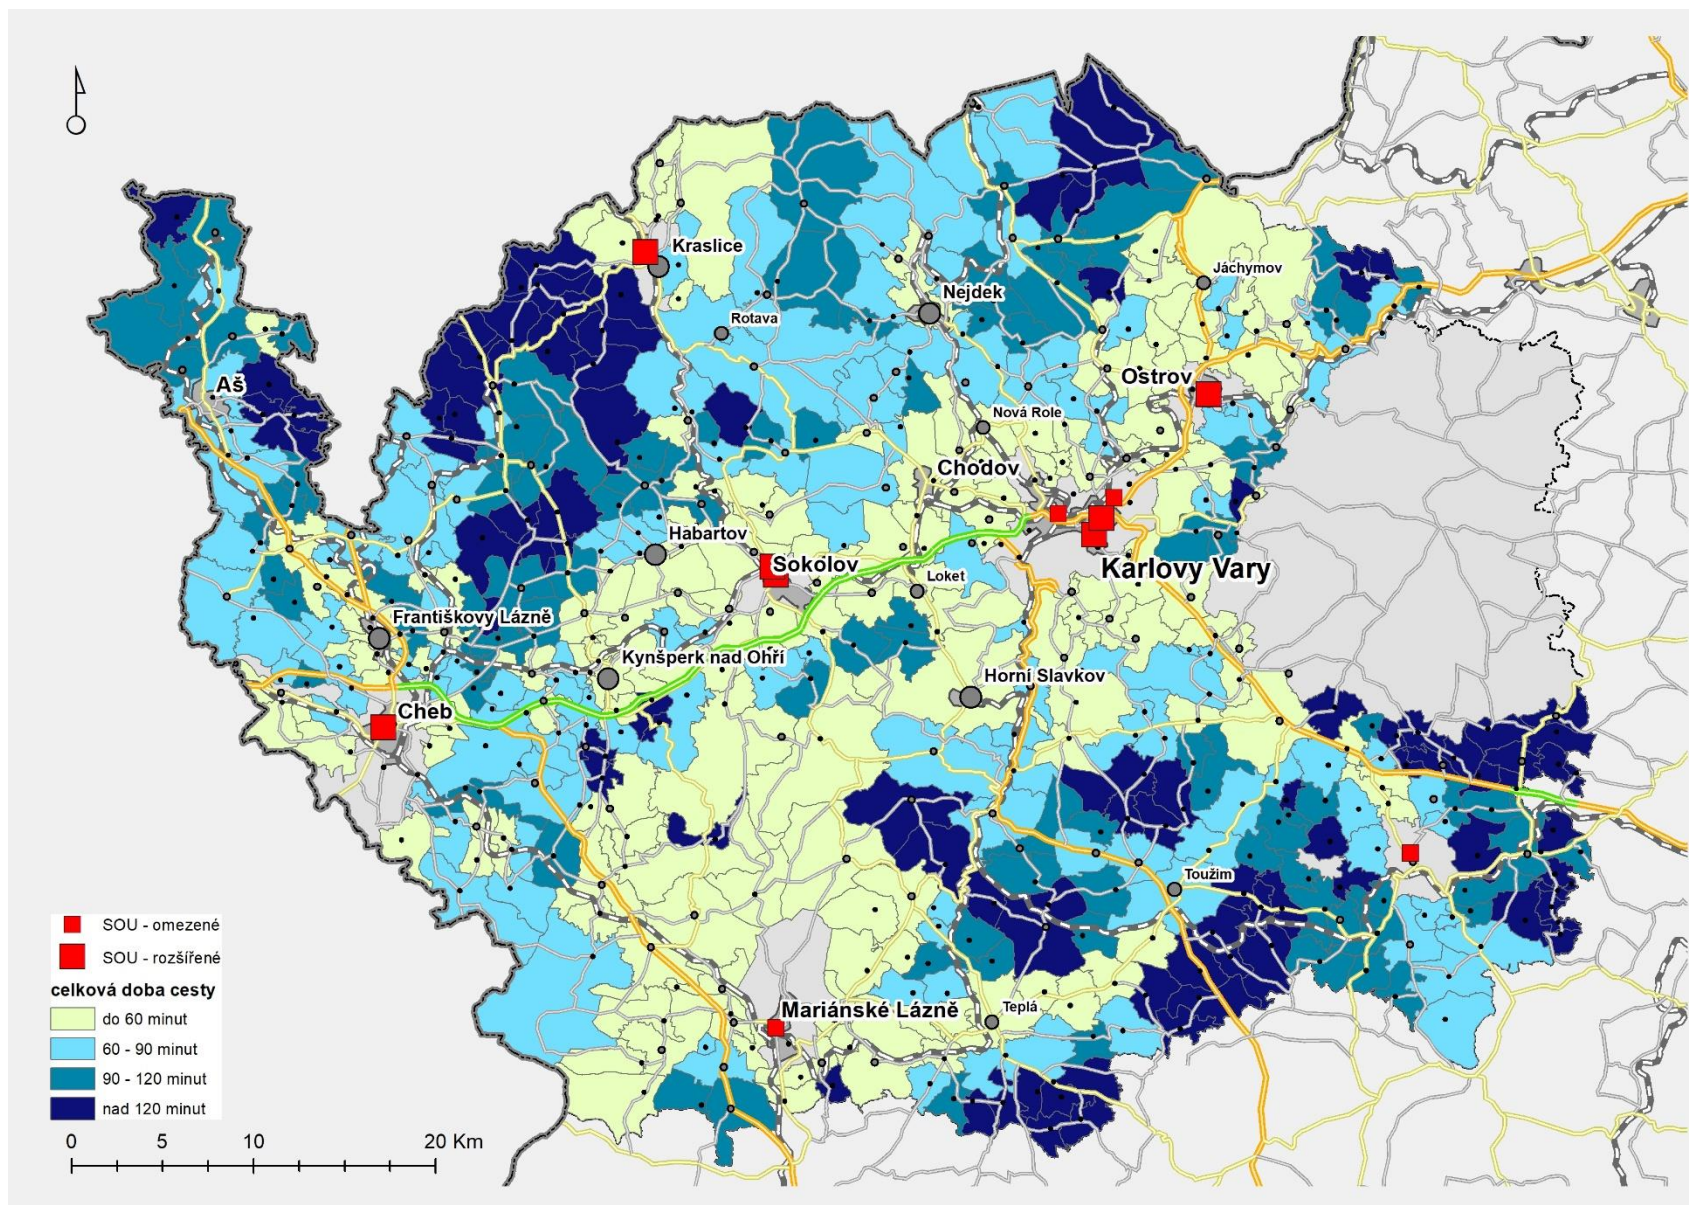 Kraslice
Jáchymov
Nejdek
Rotava
Aš
Ostrov
Nová Role
Chodov
Habartov
Sokolov
Karlovy Vary
Loket
Františkovy Lázně
Kynšperk nad Ohří
Horní Slavkov
Cheb
Toužim
Teplá
Mariánské Lázně
SOU - omezené
SOU - rozšířené
celková doba cesty
do 60 minut
60 - 90 minut
90 - 120 minut
nad 120 minut
0 5 10 20 Km